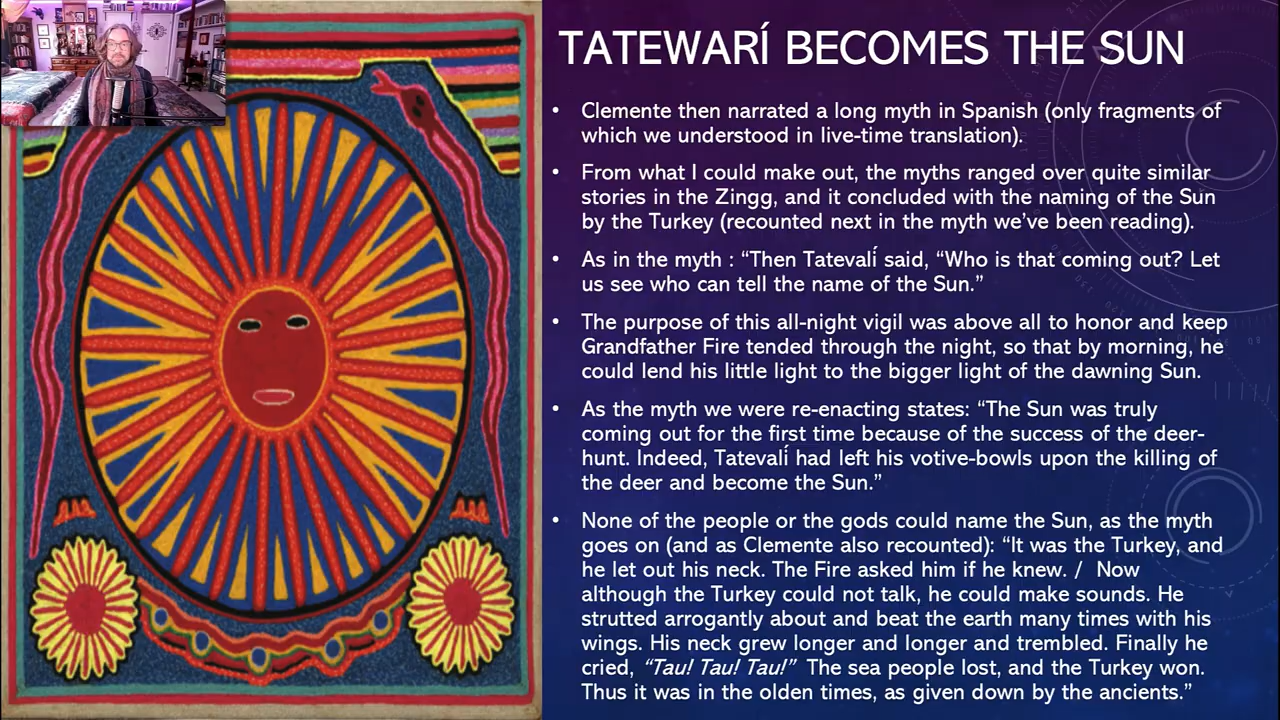 TATEWARÍ BECOMES THE SUN
• Clemente then narrated a long myth in Spanish (only fragments of
which we understood in live-time translation).
• From what I could make out, the myths ranged over quite similar
stories in the Zingg, and it concluded with the naming of the Sun
by the Turkey (recounted next in the myth we’ve been reading).
• As in the myth : “Then Tatevalí said, “Who is that coming out? Let
us see who can tell the name of the Sun.”
• The purpose of this all-night vigil was above all to honor and keep
Grandfather Fire tended through the night, so that by morning, he
could lend his little light to the bigger light of the dawning Sun.
• As the myth we were re-enacting states: “The Sun was truly
coming out for the first time because of the success of the deer-
hunt. Indeed, Tatevalí had left his votive-bowls upon the killing of
the deer and become the Sun.”
• None of the people or the gods could name the Sun, as the myth
goes on (and as Clemente also recounted): “It was the Turkey, and
he let out his neck. The Fire asked him if he knew. / Now
although the Turkey could not talk, he could make sounds. He
strutted arrogantly about and beat the earth many times with his
wings. His neck grew longer and longer and trembled. Finally he
cried, “Tau! Tau! Tau!” The sea people lost, and the Turkey won.
Thus it was in the olden times, as given down by the ancients.”